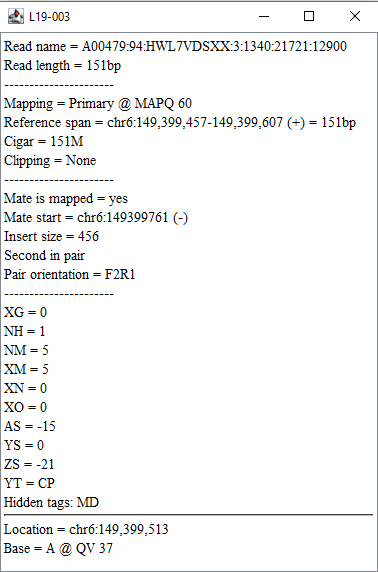 L19-003
Read name = A00479:94:HWL7VDSXX:3:1340:21721:12900
Read length = 151bp
----------------------
Mapping = Primary @ MAPQ 60
Reference span = chr6:149,399,457-149,399,607 (+) = 151bp
Cigar = 151M
Clipping = None
----------------------
Mate is mapped = yes
Mate start = chr6:149399761 (-)
Insert size = 456
Second in pair
Pair orientation = F2R1
----------------------
XG = 0
NH = 1
NM = 5
XM = 5
XN = 0
XO = 0
AS = -15
YS = 0
ZS = -21
YT = CP
Hidden tags: MD
Location = chr6:149,399,513
Base = A @ QV 37